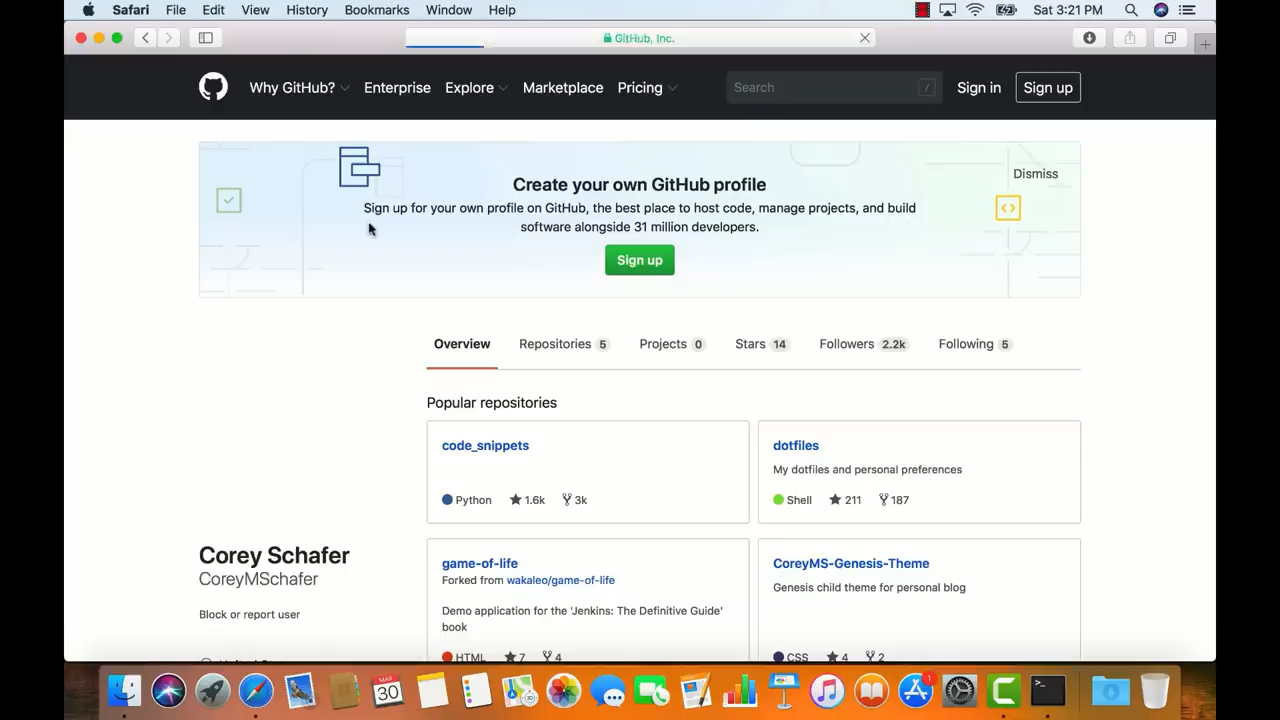 Safari File Edit View History Bookmarks Window Help Sat 3:21 PM
GitHub, Inc.
Why GitHub? Enterprise Explore Marketplace Pricing Search / Sign in Sign up
Create your own GitHub profile
Dismiss
Sign up for your own profile on GitHub, the best place to host code, manage projects, and build
software alongside 31 million developers.
Sign up
Overview Repositories 5 Projects 0 Stars 14 Followers 2.2k Following 5
Popular repositories
code_snippets
Python 1.6k 3k
dotfiles
My dotfiles and personal preferences
Shell 211 187
Corey Schafer
CoreyMSchafer
Block or report user
game-of-life
Forked from wakaleo/game-of-life
Demo application for the 'Jenkins: The Definitive Guide'
book
HTML 7 4
CoreyMS-Genesis-Theme
Genesis child theme for personal blog
CSS 4 2
MAR
30
1